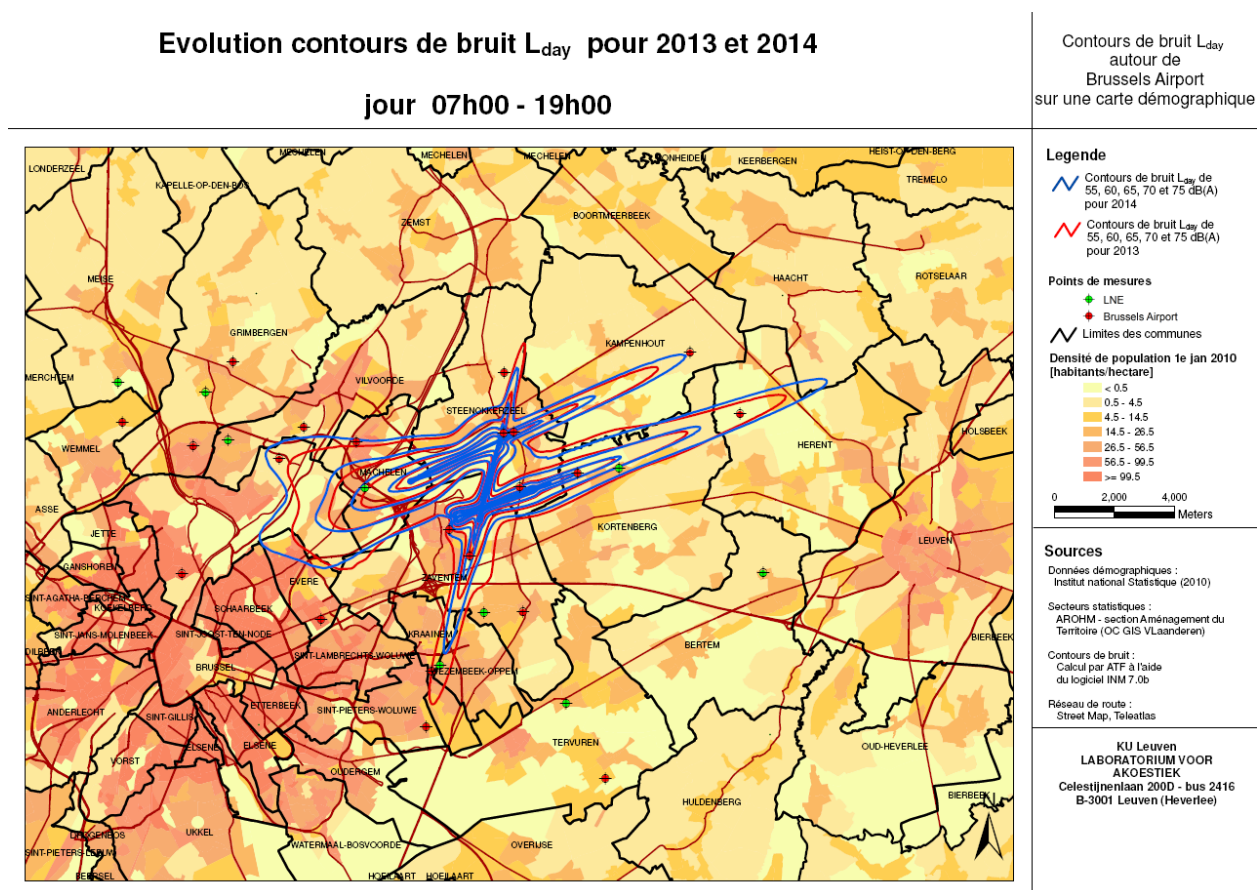 Evolution contours de bruit Lday pour 2013 et 2014
jour 07h00 - 19h00
Contours de bruit Lday
autour de
Brussels Airport
sur une carte démographique
Legende
Contours de bruit Lday de
55, 60, 65, 70 et 75 dB(A)
pour 2014
Contours de bruit Lday de
55, 60, 65, 70 et 75 dB(A)
pour 2013
Points de mesures
LNE
Brussels Airport
Limites des communes
Densité de population 1e jan 2010
[habitants/hectare]
< 0.5
0.5 - 4.5
4.5 - 14.5
14.5 - 26.5
26.5 - 56.5
56.5 - 99.5
>= 99.5
0 2,000 4,000
Meters
Sources
Données démographiques :
Institut national Statistique (2010)
Secteurs statistiques :
AROHM - section Aménagement du
Territoire (OC GIS VLaanderen)
Contours de bruit :
Calcul par ATF à l'aide
du logiciel INM 7.0b
Réseau de route :
Street Map, Teleatlas
KU Leuven
LABORATORIUM VOOR
AKOESTIEK
Celestijnenlaan 200D - bus 2416
B-3001 Leuven (Heverlee)
MECHELEN
MECHELEN
MECHELEN
HEIST-OP-DEN-BERG
KEERBERGEN
LONDERZEEL
TREMELO
KAPELLE-OP-DEN-BOS
BOORTMEERBEEK
ZEMST
MEISE
HAACHT
ROTSELAAR
GRIMBERGEN
KAMPENHOUT
MERCHTEM
VILVOORDE
STEENOKKERZEEL
HOLSBEEK
HERENT
WEMMEL
MACHELEN
ASSE
KORTENBERG
JETTE
LEUVEN
GANSHOREN
ZAVENTEM
EVERE
SINT-AGATHA-BERCHEM
KOEKELBERG
SCHAARBEEK
SINT-JANS-MOLENBEEK
SINT-JOOST-TEN-NODE
KRAAINEM
BIERBEEK
BERTEM
SINT-LAMBRECHTS-WOLUWE
BRUSSEL
WEZEMBEEK-OPPEM
ETTERBEEK
SINT-PIETERS-WOLUWE
ANDERLECHT
SINT-GILLIS
ELSENE
ELSENE
TERVUREN
OUD-HEVERLEE
VORST
OUDERGEM
BIERBEEK
HULDENBERG
UKKEL
WATERMAAL-BOSVOORDE
OVERIJSE
SINT-PIETERS-LEEUW
BEERSEL
HOEILAART
HOEILAART
N